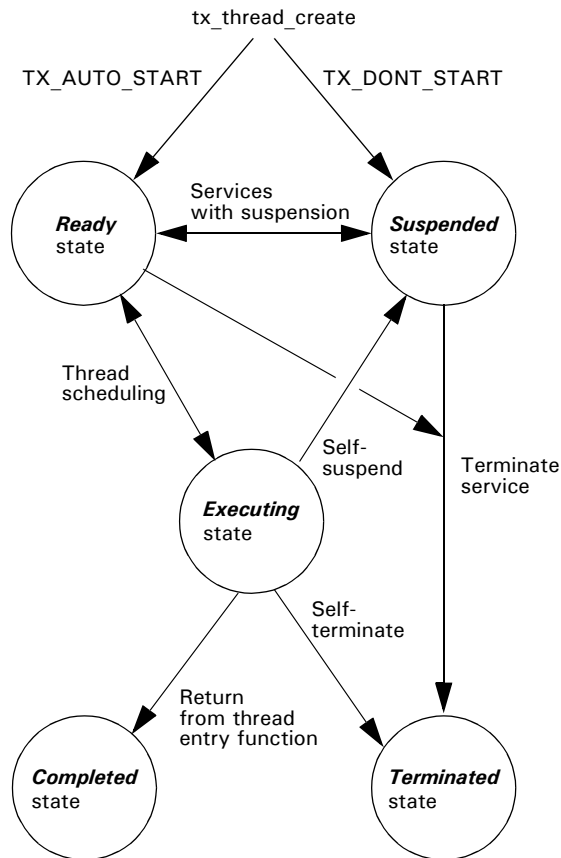 tx_thread_create
TX_AUTO_START
TX_DONT_START
Services
with suspension
Ready
state
Suspended
state
Thread
scheduling
Self-
suspend
Terminate
service
Executing
state
Self-
terminate
Return
from thread
entry function
Completed
state
Terminated
state